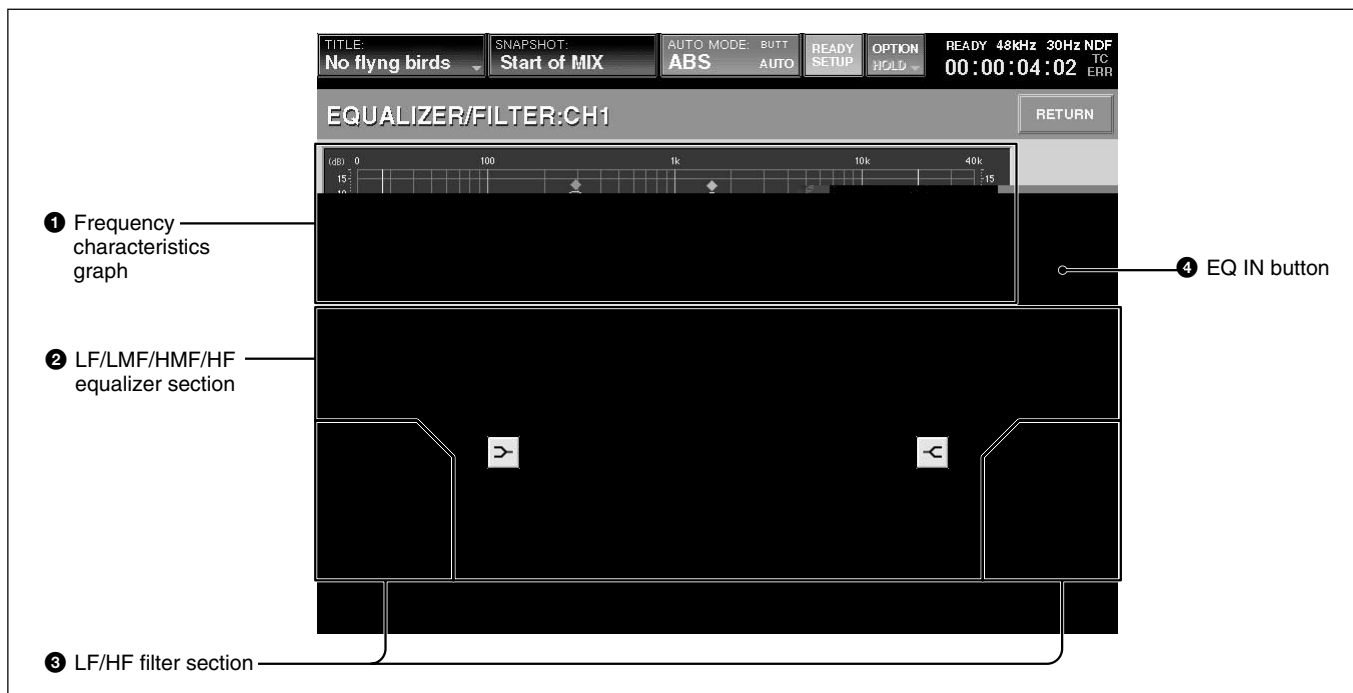 TITLE: SNAPSHOT: AUTO MODE: BUTT READY OPTION READY 48kHz 30Hz NDF
No flyng birds Start of MIX ABS AUTO SETUP HOLD 00:00:04:02 TC ERR
EQUALIZER/FILTER:CH1 RETURN
(dB) 0 100 1k 10k 40k
15 15
❶ Frequency
characteristics
graph
❹ EQ IN button
❷ LF/LMF/HMF/HF
equalizer section
❸ LF/HF filter section